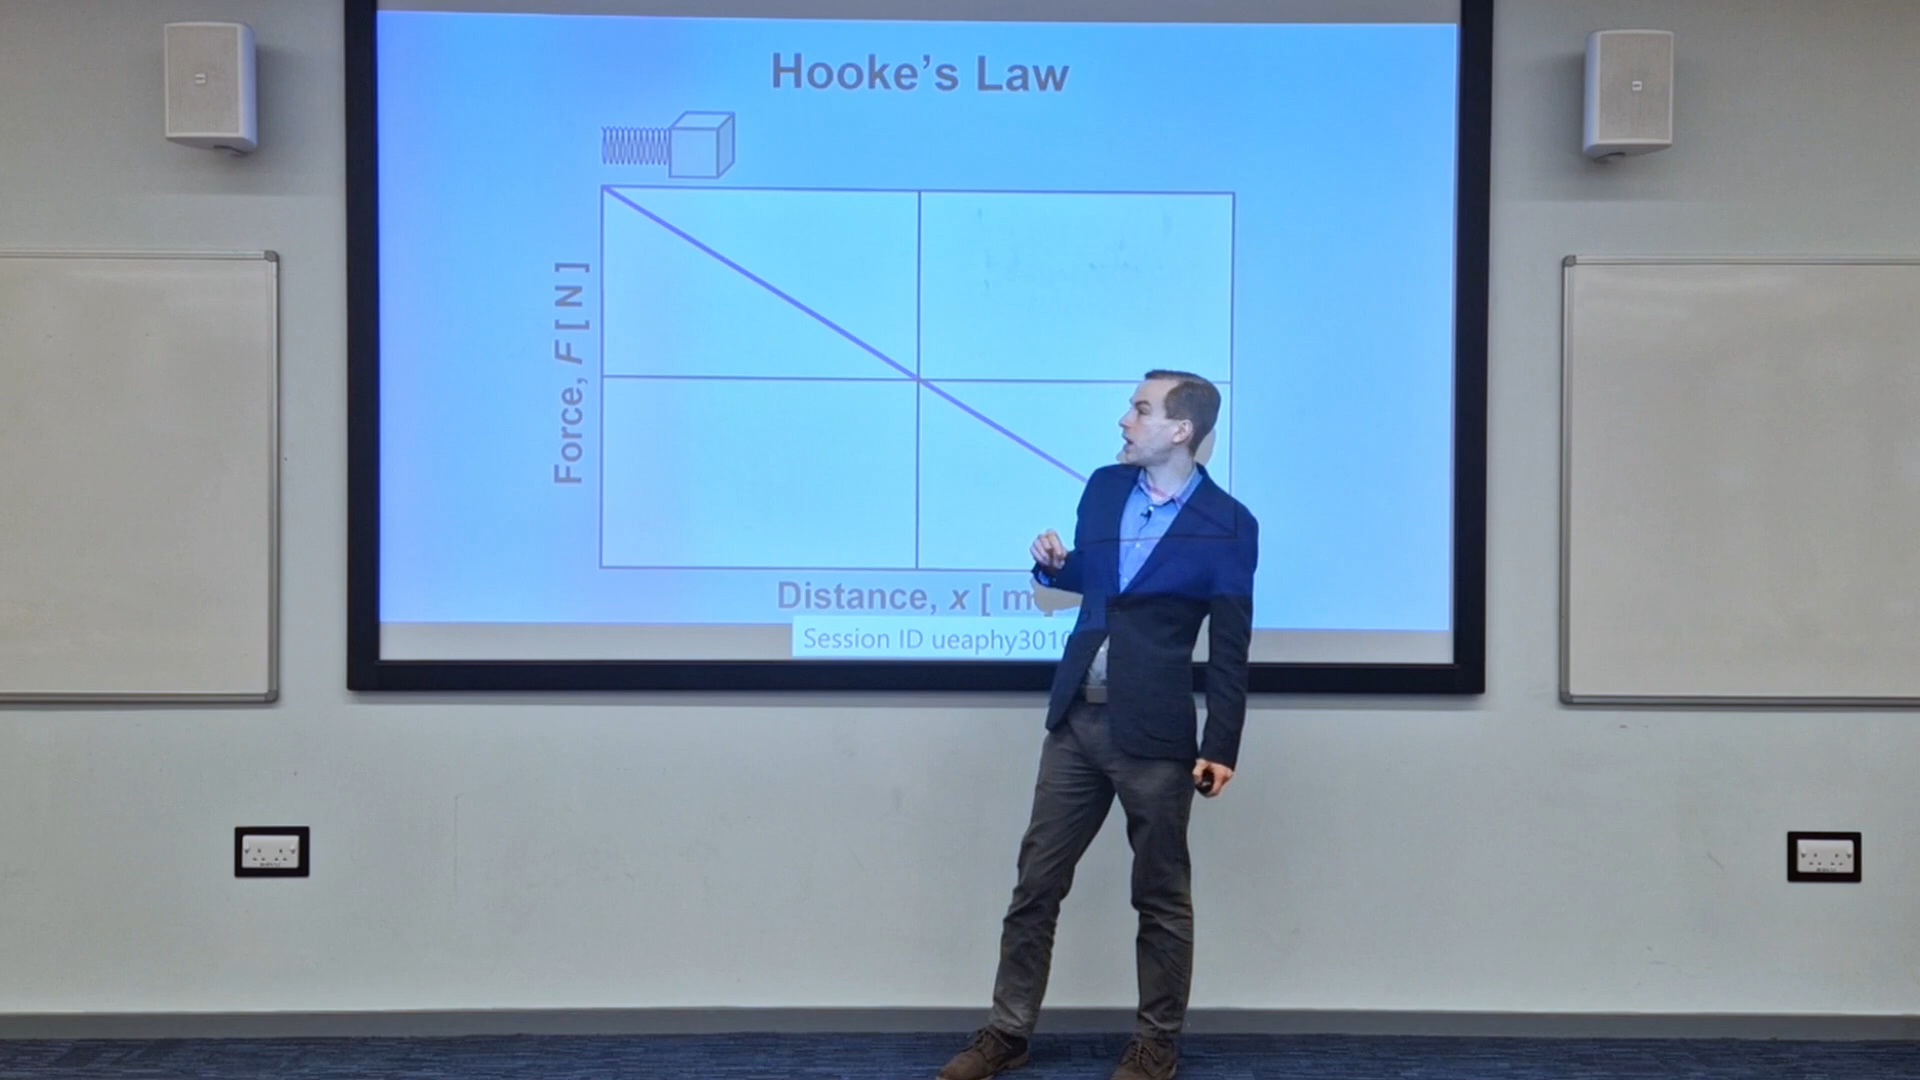 Hooke’s Law
Force, F [ N ]
Distance, x [ m ]
Session ID ueaphy3010